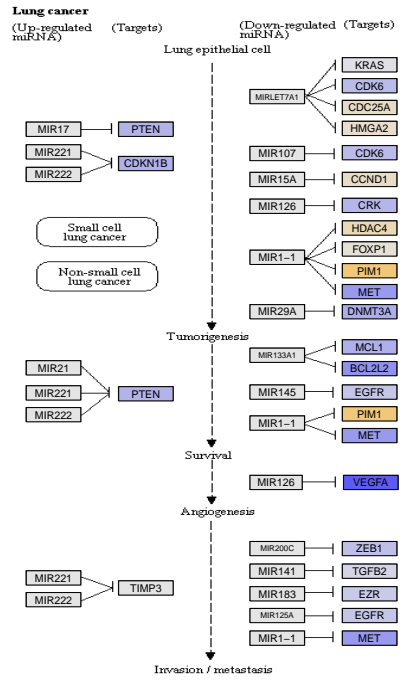 Lung cancer
(Up-regulated miRNA)
(Targets)
(Down-regulated miRNA)
(Targets)
Lung epithelial cell
MIR17
PTEN
MIR221
MIR222
CDKN1B
MIRLET7A1
KRAS
CDK6
CDC25A
HMGA2
MIR107
CDK6
MIR15A
CCND1
MIR126
CRK
Small cell
lung cancer
Non-small cell
lung cancer
MIR1-1
HDAC4
FOXP1
PIM1
MET
MIR29A
DNMT3A
Tumorigenesis
MIR21
MIR221
MIR222
PTEN
MIR133A1
MCL1
BCL2L2
MIR145
EGFR
MIR1-1
PIM1
MET
Survival
MIR126
VEGFA
Angiogenesis
MIR221
MIR222
TIMP3
MIR200C
ZEB1
MIR141
TGFB2
MIR183
EZR
MIR125A
EGFR
MIR1-1
MET
Invasion / metastasis